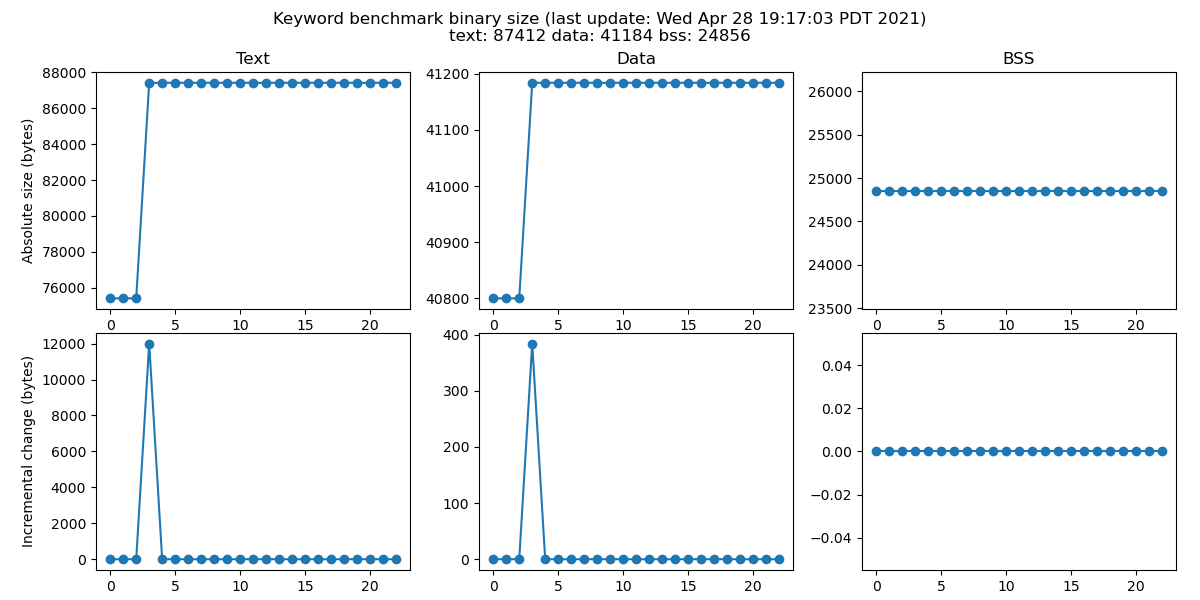 Keyword benchmark binary size (last update: Wed Apr 28 19:17:03 PDT 2021)
text: 87412 data: 41184 bss: 24856
Text
Data
BSS
Absolute size (bytes)
88000
86000
84000
82000
80000
78000
76000
0 5 10 15 20
41200
41100
41000
40900
40800
0 5 10 15 20
26000
25500
25000
24500
24000
23500
0 5 10 15 20
Incremental change (bytes)
12000
10000
8000
6000
4000
2000
0
0 5 10 15 20
400
300
200
100
0
0 5 10 15 20
0.04
0.02
0.00
−0.02
−0.04
0 5 10 15 20